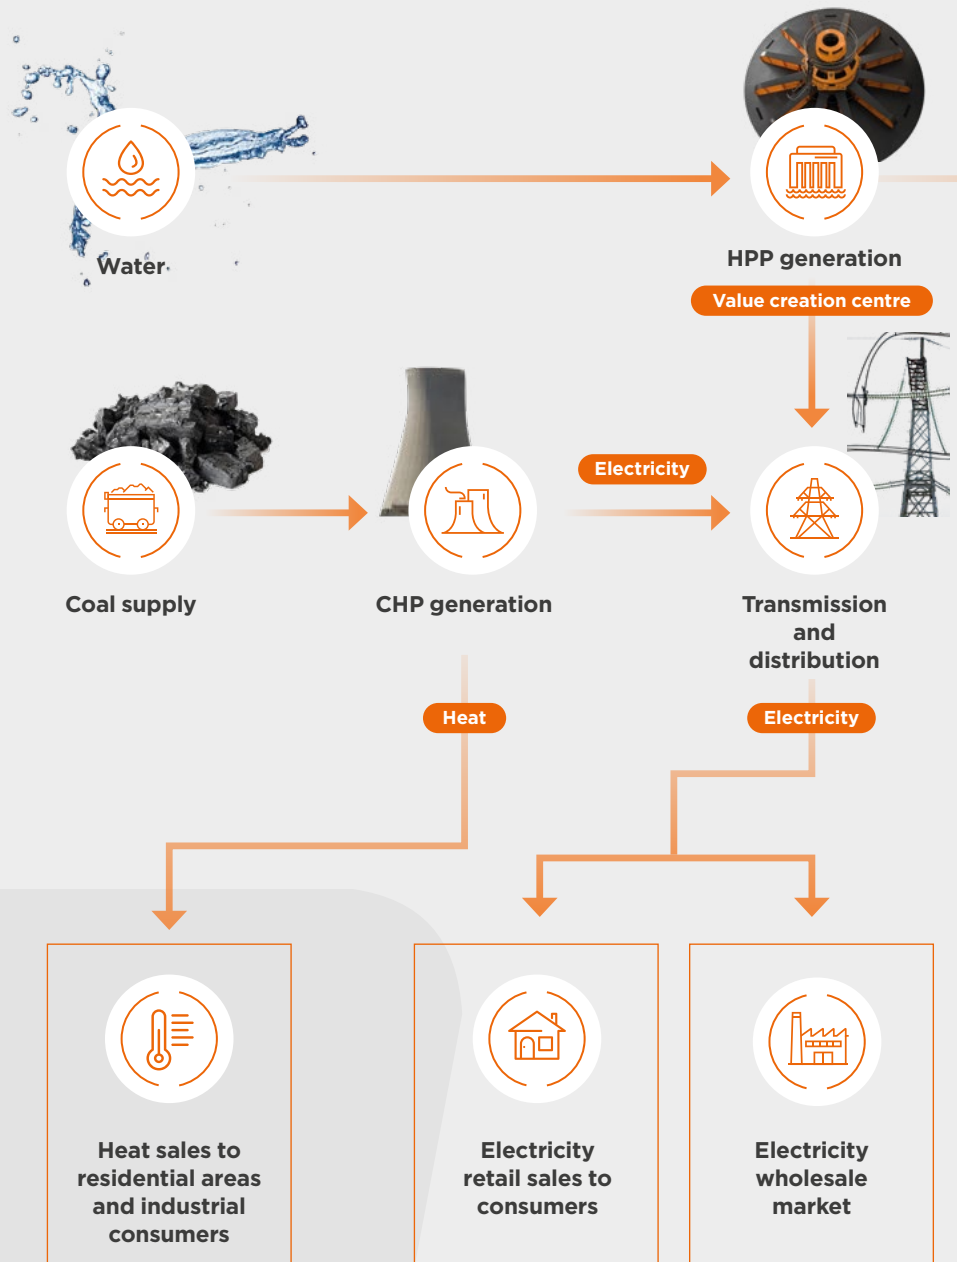 Water
HPP generation
Value creation centre
Electricity
Coal supply
CHP generation
Transmission
and
distribution
Heat
Electricity
Heat sales to
residential areas
and industrial
consumers
Electricity
retail sales to
consumers
Electricity
wholesale
market